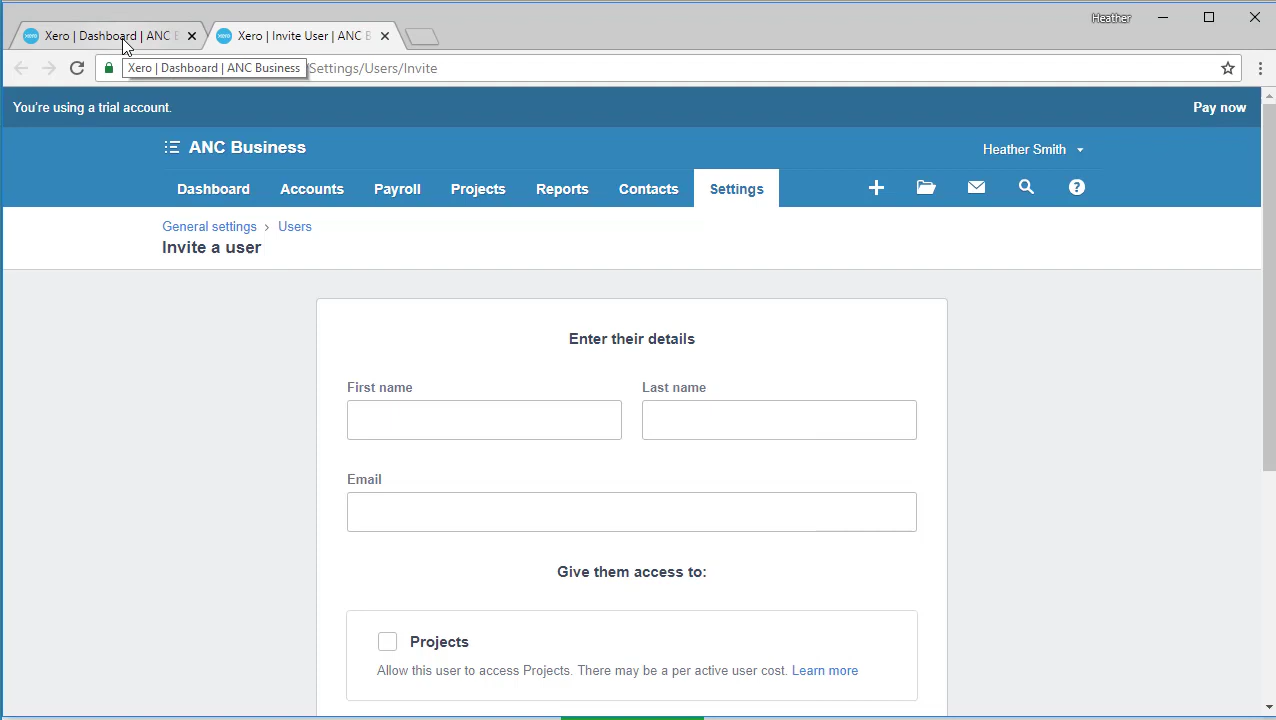 Heather
Xero | Dashboard | ANC B
Xero | Invite User | ANC B
Xero | Dashboard | ANC Business
Settings/Users/Invite
You're using a trial account.
Pay now
ANC Business
Heather Smith
Dashboard Accounts Payroll Projects Reports Contacts Settings
General settings › Users
Invite a user
Enter their details
First name Last name
Email
Give them access to:
Projects
Allow this user to access Projects. There may be a per active user cost. Learn more